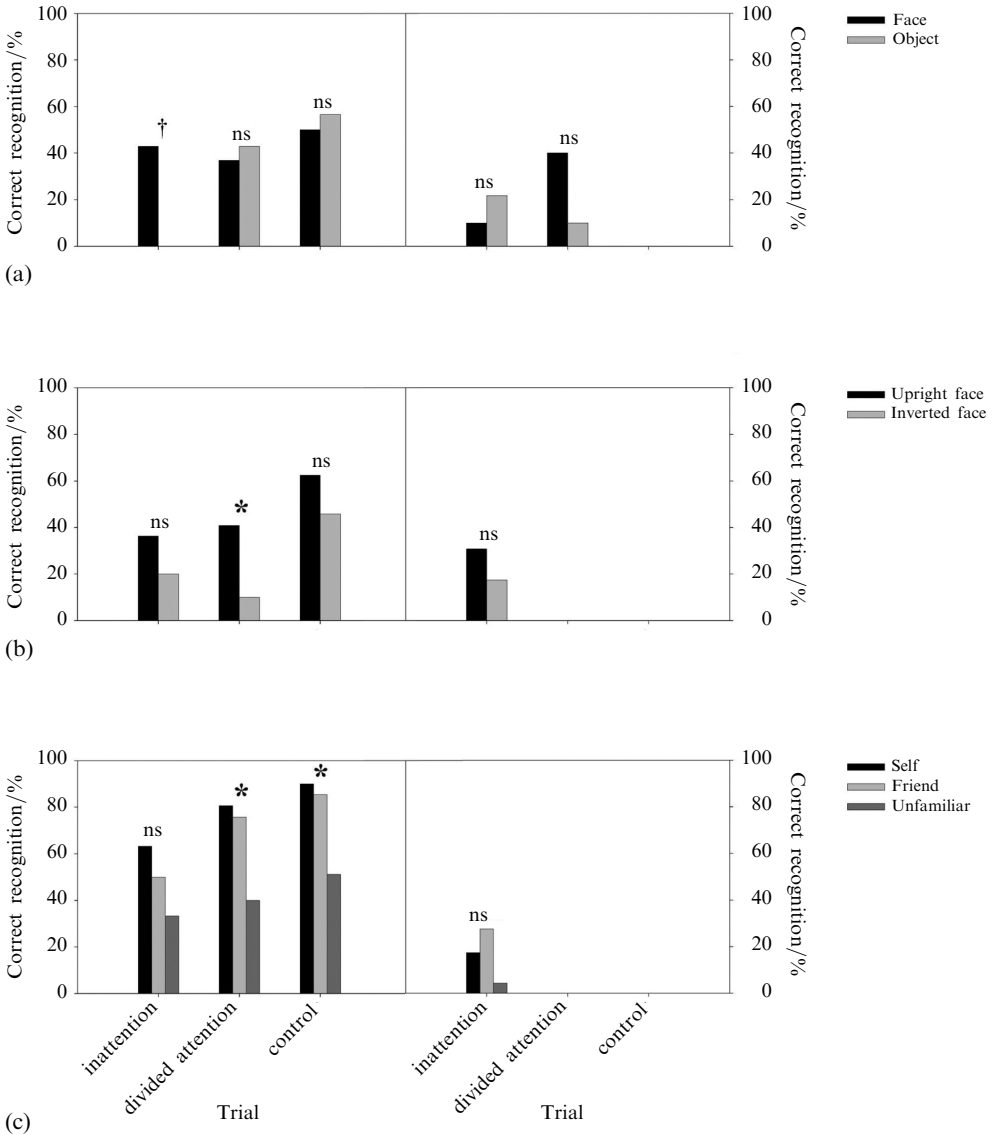 100
80
60
40
20
0
Correct recognition/%
†
ns
ns
ns
ns
100
80
60
40
20
0
Correct recognition/%
Face
Object
(a)
100
80
60
40
20
0
Correct recognition/%
ns
*
ns
ns
100
80
60
40
20
0
Correct recognition/%
Upright face
Inverted face
(b)
100
80
60
40
20
0
Correct recognition/%
ns
*
*
ns
100
80
60
40
20
0
Correct recognition/%
Self
Friend
Unfamiliar
inattention
divided attention
control
inattention
divided attention
control
Trial
Trial
(c)